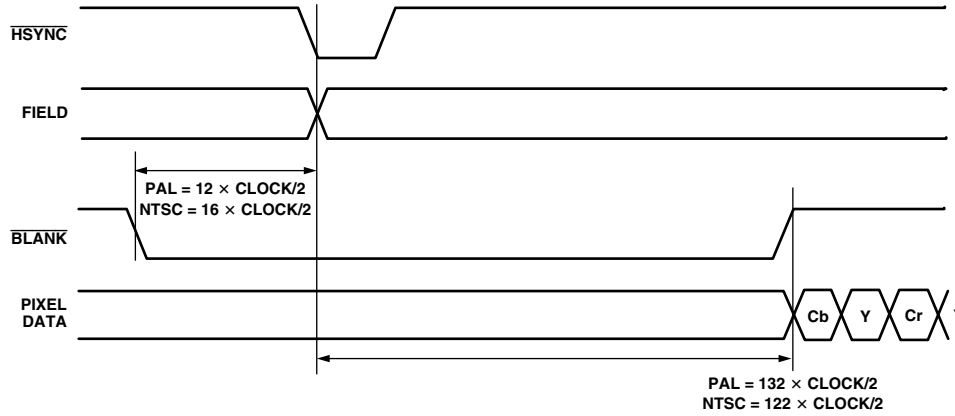 HSYNC
FIELD
PAL = 12 × CLOCK/2
NTSC = 16 × CLOCK/2
BLANK
PIXEL
DATA
Cb Y Cr
PAL = 132 × CLOCK/2
NTSC = 122 × CLOCK/2